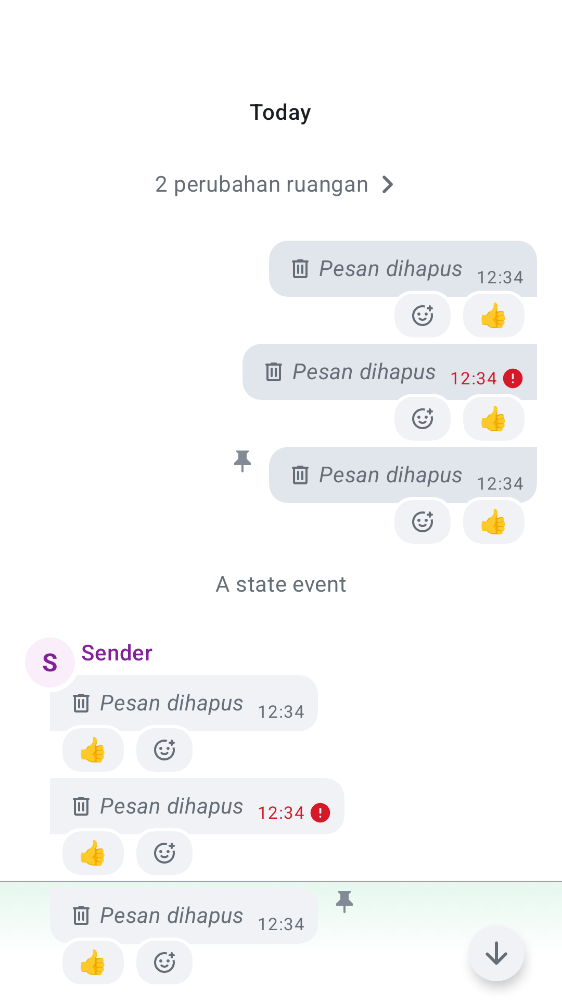 Today
2 perubahan ruangan
Pesan dihapus 12:34
👍
Pesan dihapus 12:34
👍
Pesan dihapus 12:34
👍
A state event
S Sender
Pesan dihapus 12:34
👍
Pesan dihapus 12:34
👍
Pesan dihapus 12:34
👍